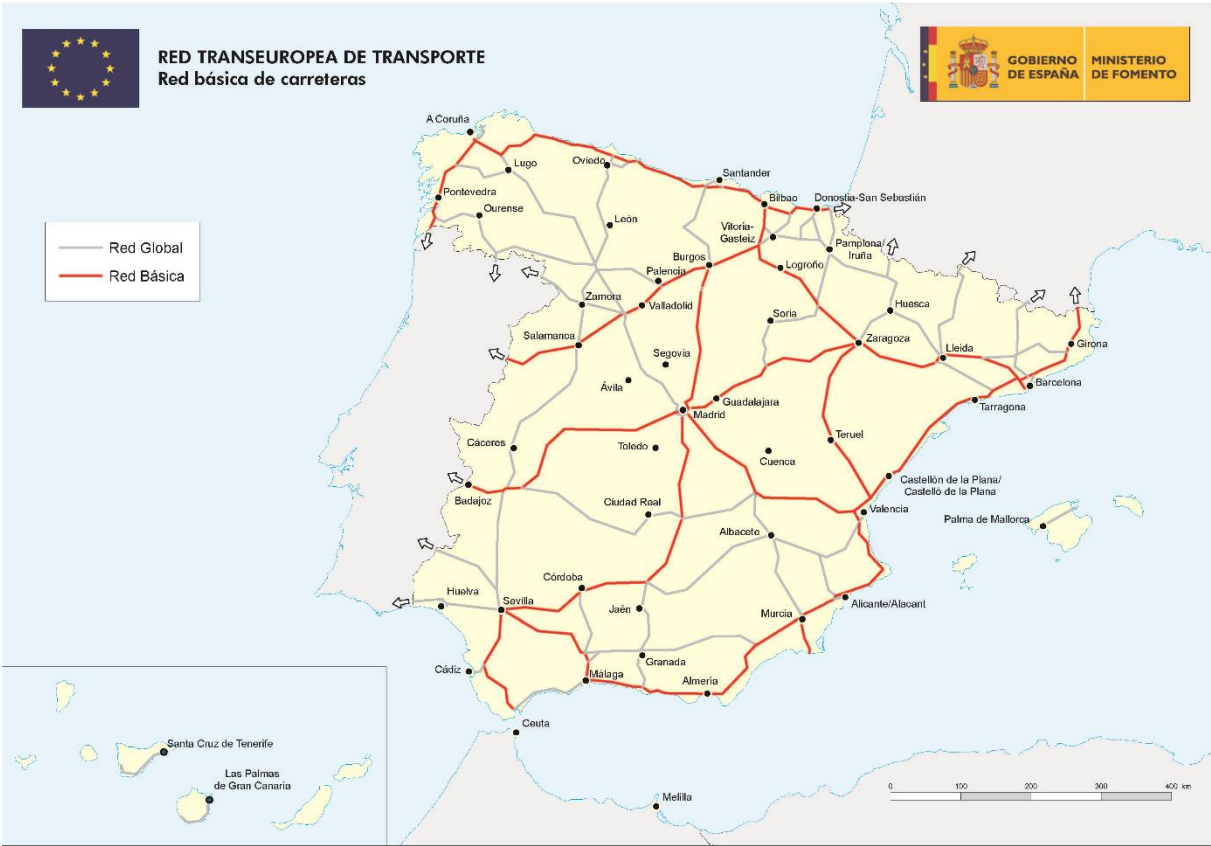 RED TRANSEUROPEA DE TRANSPORTE
Red básica de carreteras
GOBIERNO
DE ESPAÑA
MINISTERIO
DE FOMENTO
Red Global
Red Básica
A Coruña
Lugo
Oviedo
Santander
Bilbao
Donostia-San Sebastián
Pontevedra
Ourense
León
Vitoria-
Gasteiz
Pamplona/
Iruña
Burgos
Logroño
Palencia
Zamora
Valladolid
Soria
Huesca
Salamanca
Segovia
Zaragoza
Lleida
Girona
Barcelona
Tarragona
Ávila
Guadalajara
Madrid
Teruel
Cáceres
Toledo
Cuenca
Castellón de la Plana/
Castelló de la Plana
Badajoz
Ciudad Real
Valencia
Palma de Mallorca
Albacete
Córdoba
Huelva
Sevilla
Jaén
Murcia
Alicante/Alacant
Cádiz
Málaga
Granada
Almería
Ceuta
Melilla
Santa Cruz de Tenerife
Las Palmas
de Gran Canaria
0 100 200 300 400 km